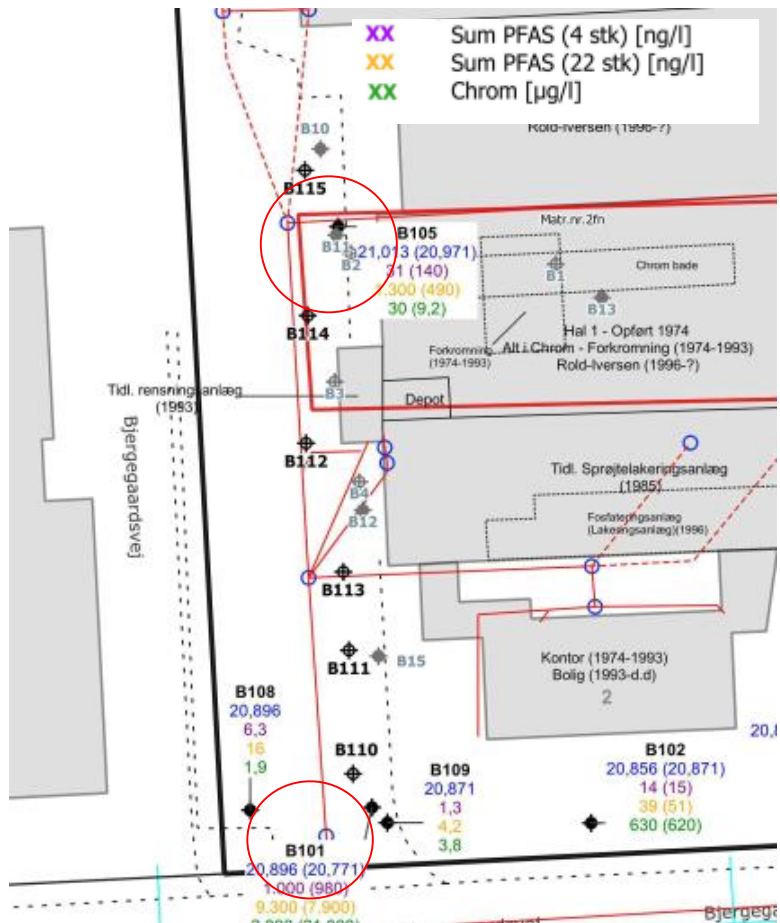 XX Sum PFAS (4 stk) [ng/l]
XX Sum PFAS (22 stk) [ng/l]
XX Chrom [µg/l]
Rold-Iversen (1996-?)
B10
B115
Matr.nr.2fn
B105
21,013 (20,971)
31 (140)
1.300 (490)
30 (9,2)
B11
B2
B1
Chrom bade
B13
B114
Hal 1 - Opført 1974
Alt i Chrom - Forkromning (1974-1993)
Rold-Iversen (1996-?)
Forkromning
(1974-1993)
B3
Tidl. rensningsanlæg
(1993)
Depot
Bjergegaardsvej
B112
Tidl. Sprøjtelakeringsanlæg
(1985)
B4
B12
Fosfateringsanlæg
(Lakeringsanlæg)(1996)
B113
B111
B15
Kontor (1974-1993)
Bolig (1993-d.d)
2
B108
20,896
6,3
16
1,9
20,8
B110
B109
20,871
1,3
4,2
3,8
B102
20,856 (20,871)
14 (15)
39 (51)
630 (620)
B101
20,896 (20,771)
1.000 (980)
9.300 (7.900)
Bjergega